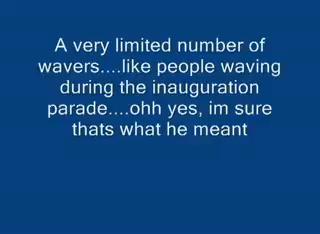 A very limited number of
wavers....like people waving
during the inauguration
parade....ohh yes, im sure
thats what he meant